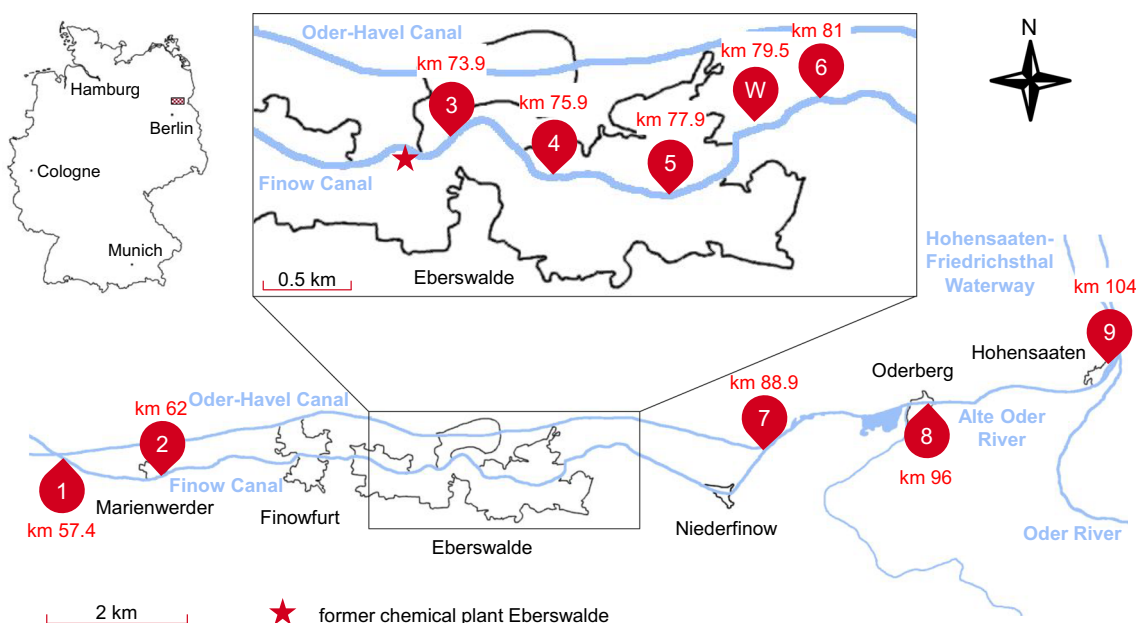 Hamburg
Berlin
Cologne
Munich
N
Oder-Havel Canal
km 73.9
3
km 75.9
4
km 77.9
5
km 79.5
W
km 81
6
Finow Canal
Eberswalde
0.5 km
Hohensaaten-
Friedrichsthal
Waterway
km 104
9
Hohensaaten
Oderberg
km 88.9
7
Oder-Havel Canal
km 62
2
Alte Oder
River
8
km 96
1
km 57.4
Finow Canal
Marienwerder
Finowfurt
Eberswalde
Niederfinow
Oder River
2 km
former chemical plant Eberswalde